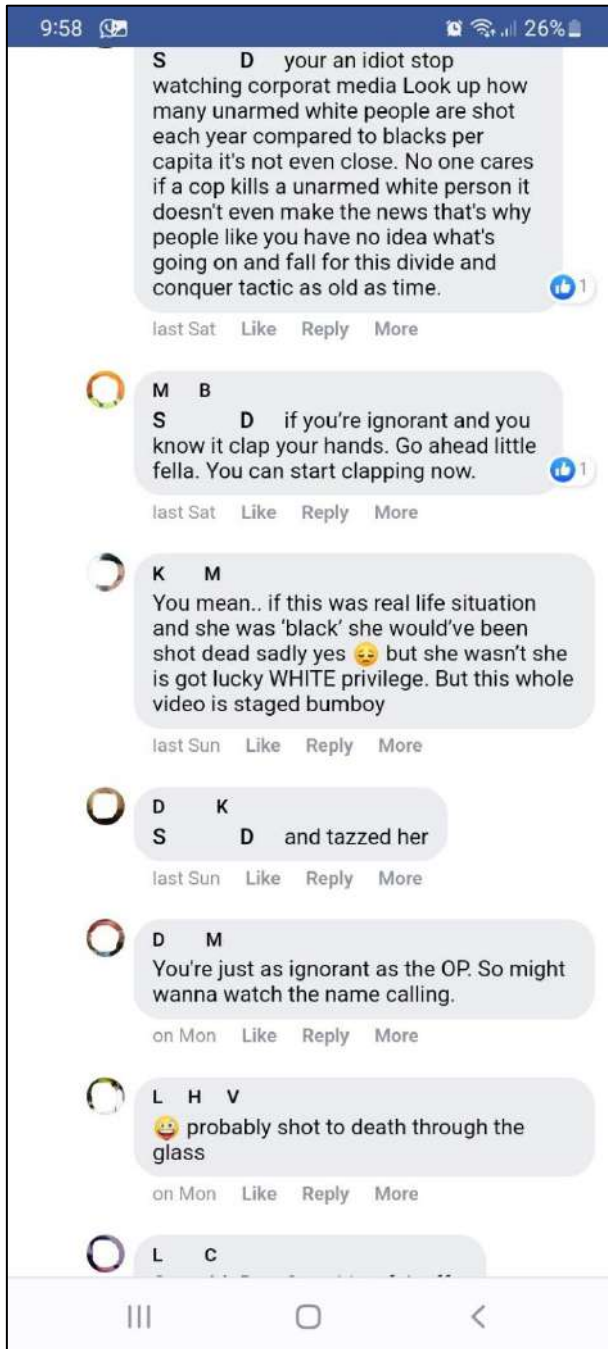 9:58 26%
S D your an idiot stop
watching corporat media Look up how
many unarmed white people are shot
each year compared to blacks per
capita it's not even close. No one cares
if a cop kills a unarmed white person it
doesn't even make the news that's why
people like you have no idea what's
going on and fall for this divide and
conquer tactic as old as time.
1
last Sat Like Reply More
M B
S D if you're ignorant and you
know it clap your hands. Go ahead little
fella. You can start clapping now.
1
last Sat Like Reply More
K M
You mean.. if this was real life situation
and she was ‘black’ she would’ve been
shot dead sadly yes 😞 but she wasn’t she
is got lucky WHITE privilege. But this whole
video is staged bumboy
last Sun Like Reply More
D K
S D and tazzed her
last Sun Like Reply More
D M
You're just as ignorant as the OP. So might
wanna watch the name calling.
on Mon Like Reply More
L H V
🤪 probably shot to death through the
glass
on Mon Like Reply More
L C